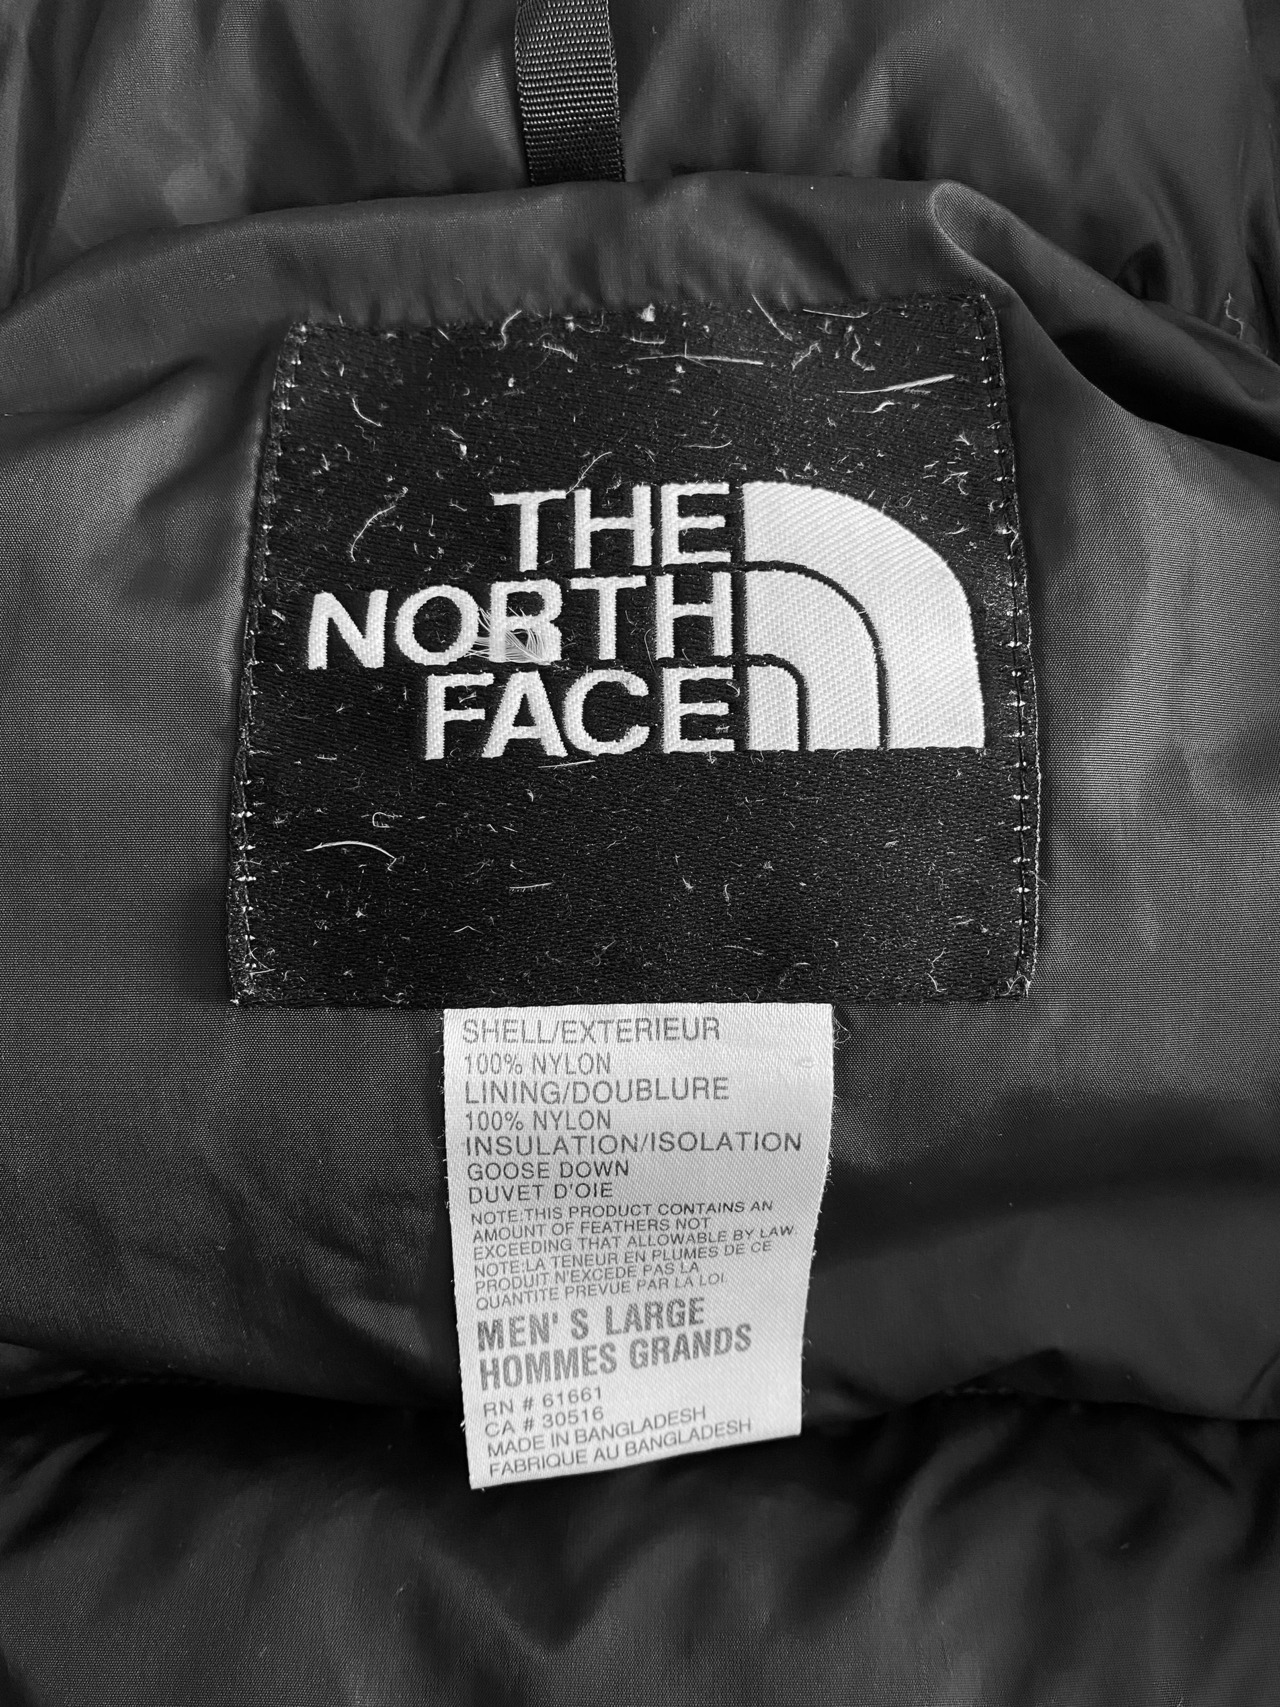 THE
NORTH
FACE
SHELL/EXTERIEUR
100% NYLON
LINING/DOUBLURE
100% NYLON
INSULATION/ISOLATION
GOOSE DOWN
DUVET D'OIE
NOTE:THIS PRODUCT CONTAINS AN
AMOUNT OF FEATHERS NOT
EXCEEDING THAT ALLOWABLE BY LAW.
NOTE:LA TENEUR EN PLUMES DE CE
PRODUIT N'EXCEDE PAS LA
QUANTITE PREVUE PAR LA LOI.
MEN' S LARGE
HOMMES GRANDS
RN # 61661
CA # 30516
MADE IN BANGLADESH
FABRIQUE AU BANGLADESH